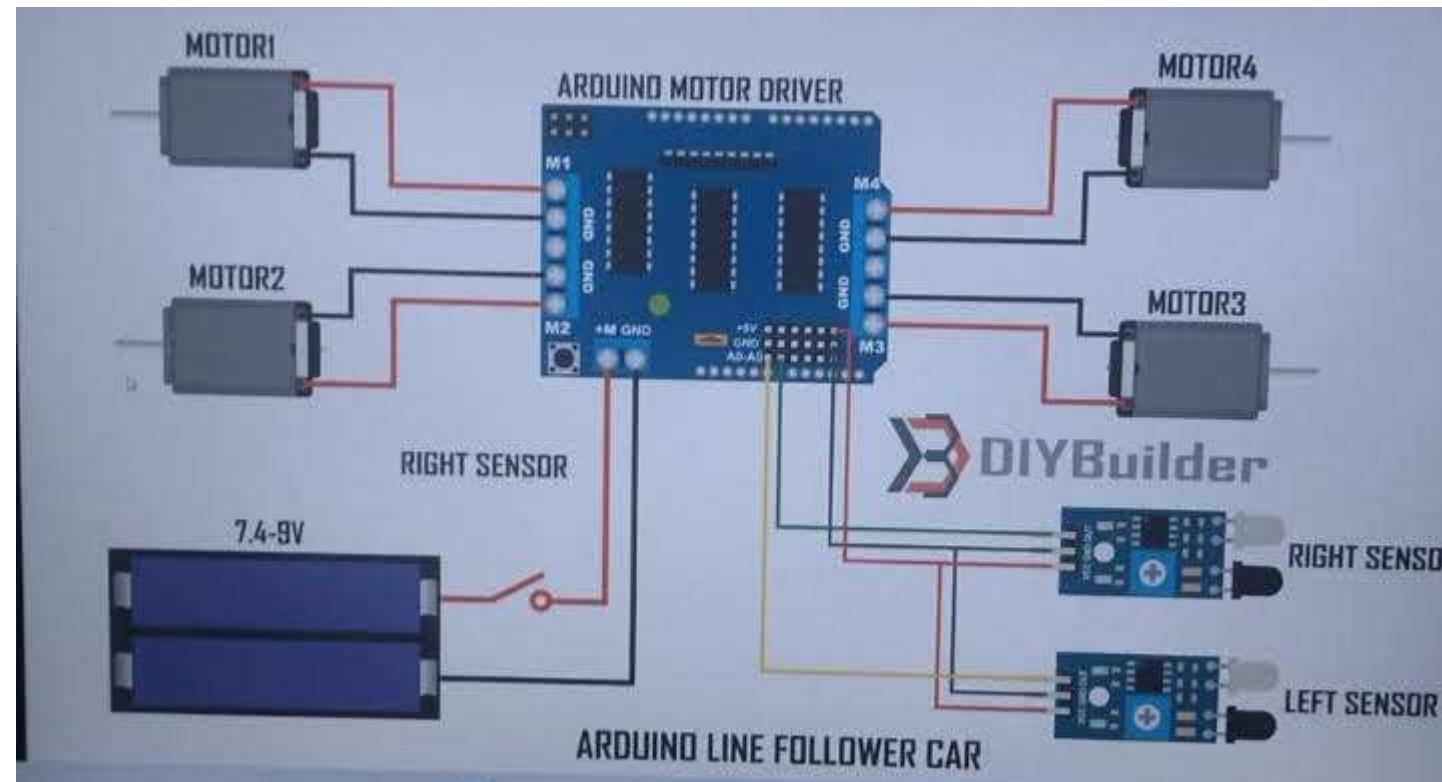 MOTOR1
MOTOR4
ARDUINO MOTOR DRIVER
M1
M4
GND
GND
GND
GND
MOTOR2
MOTOR3
M2
+M GND
+5V
GND
A0-A5
M3
DIYBuilder
RIGHT SENSOR
7.4-9V
RIGHT SENSO
LEFT SENSOR
ARDUINO LINE FOLLOWER CAR